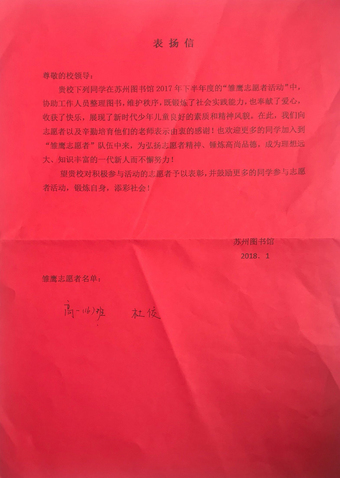 表 扬 信
尊敬的校领导：
贵校下列同学在苏州图书馆 2017 年下半年度的“雏鹰志愿者活动”中，
协助工作人员整理图书，维护秩序，既锻炼了社会实践能力，也奉献了爱心，
收获了快乐，展现了新时代少年儿童良好的素质和精神风貌。在此，我们向
志愿者以及辛勤培育他们的老师表示由衷的感谢！也欢迎更多的同学加入到
“雏鹰志愿者”队伍中来，为弘扬志愿者精神、锤炼高尚品德，成为理想远
大、知识丰富的一代新人而不懈努力！
望贵校对积极参与活动的志愿者予以表彰，并鼓励更多的同学参与志愿
者活动，锻炼自身，添彩社会！
苏州图书馆
2018．1
雏鹰志愿者名单：
高一(4)班 杜俊